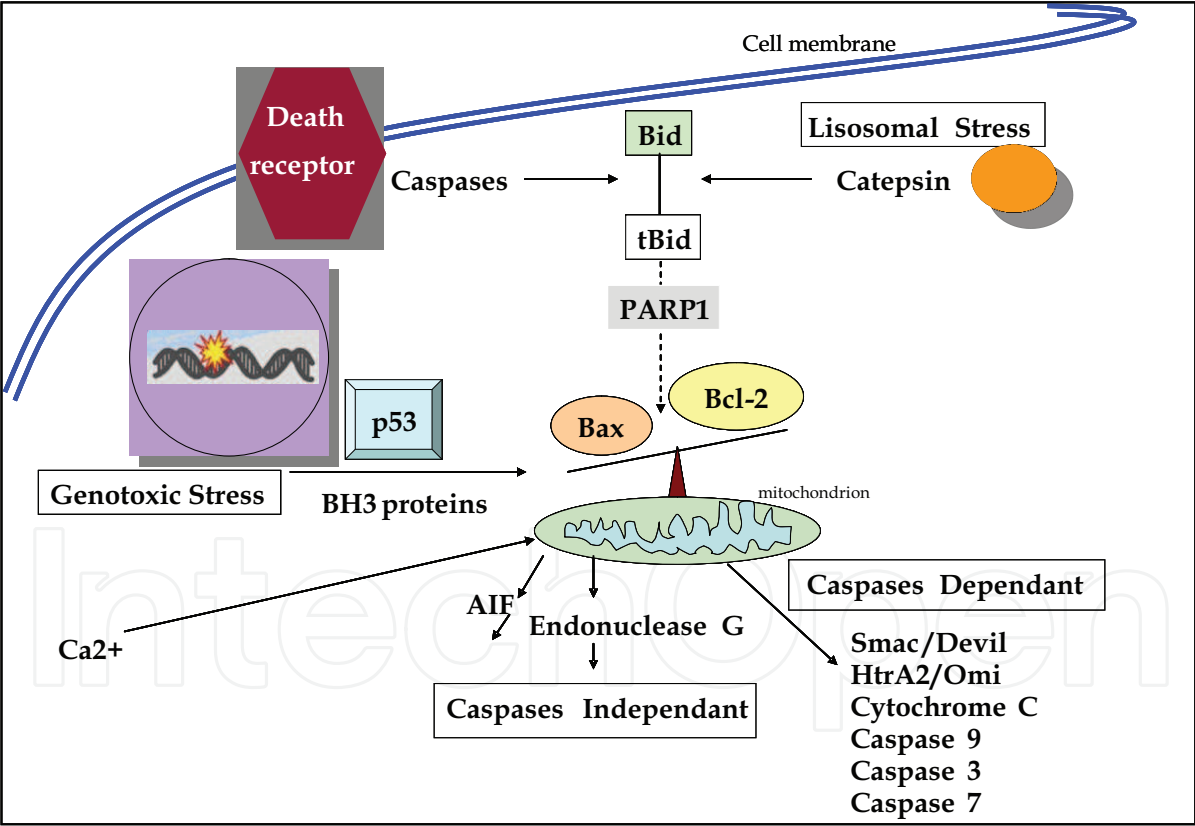 Cell membrane
Death
receptor
Bid
Lisosomal Stress
Caspases
Catepsin
tBid
PARP1
Bcl-2
Bax
p53
Genotoxic Stress
BH3 proteins
mitochondrion
Caspases Dependant
AIF
Endonuclease G
Ca2+
Smac/Devil
HtrA2/Omi
Cytochrome C
Caspase 9
Caspase 3
Caspase 7
Caspases Independant
IntechOpen